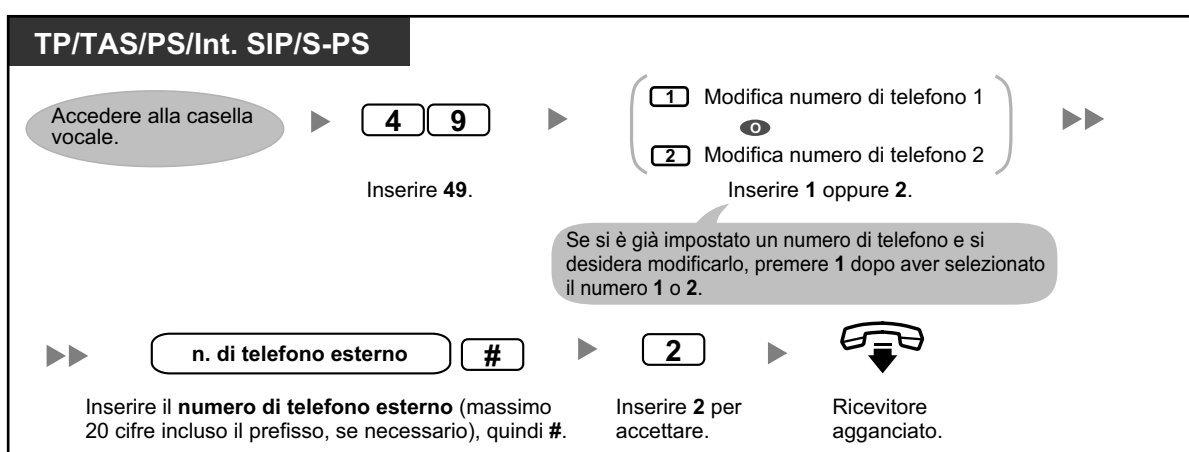 TP/TAS/PS/Int. SIP/S-PS
Accedere alla casella
vocale.
4 9
Inserire 49.
1 Modifica numero di telefono 1
O
2 Modifica numero di telefono 2
Inserire 1 oppure 2.
Se si è già impostato un numero di telefono e si
desidera modificarlo, premere 1 dopo aver selezionato
il numero 1 o 2.
n. di telefono esterno #
Inserire il numero di telefono esterno (massimo
20 cifre incluso il prefisso, se necessario), quindi #.
2
Inserire 2 per
accettare.
Ricevitore
agganciato.